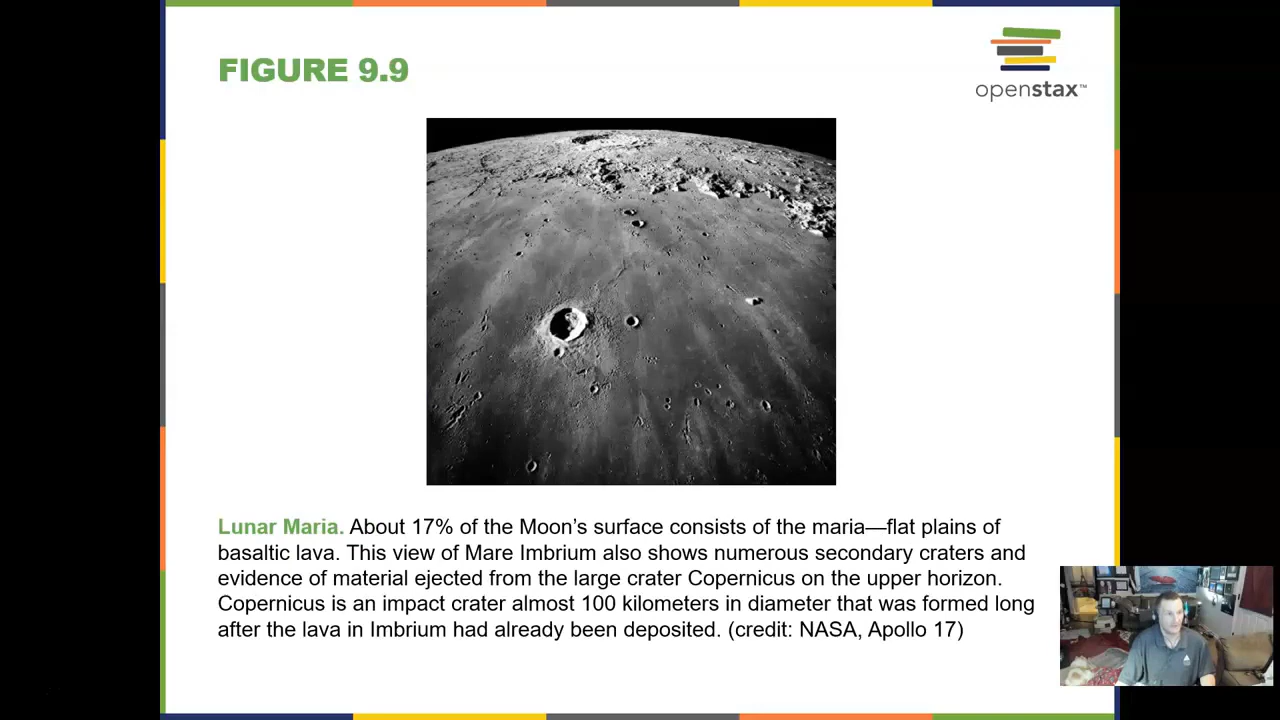 FIGURE 9.9
openstax™
Lunar Maria. About 17% of the Moon’s surface consists of the maria—flat plains of
basaltic lava. This view of Mare Imbrium also shows numerous secondary craters and
evidence of material ejected from the large crater Copernicus on the upper horizon.
Copernicus is an impact crater almost 100 kilometers in diameter that was formed long
after the lava in Imbrium had already been deposited. (credit: NASA, Apollo 17)